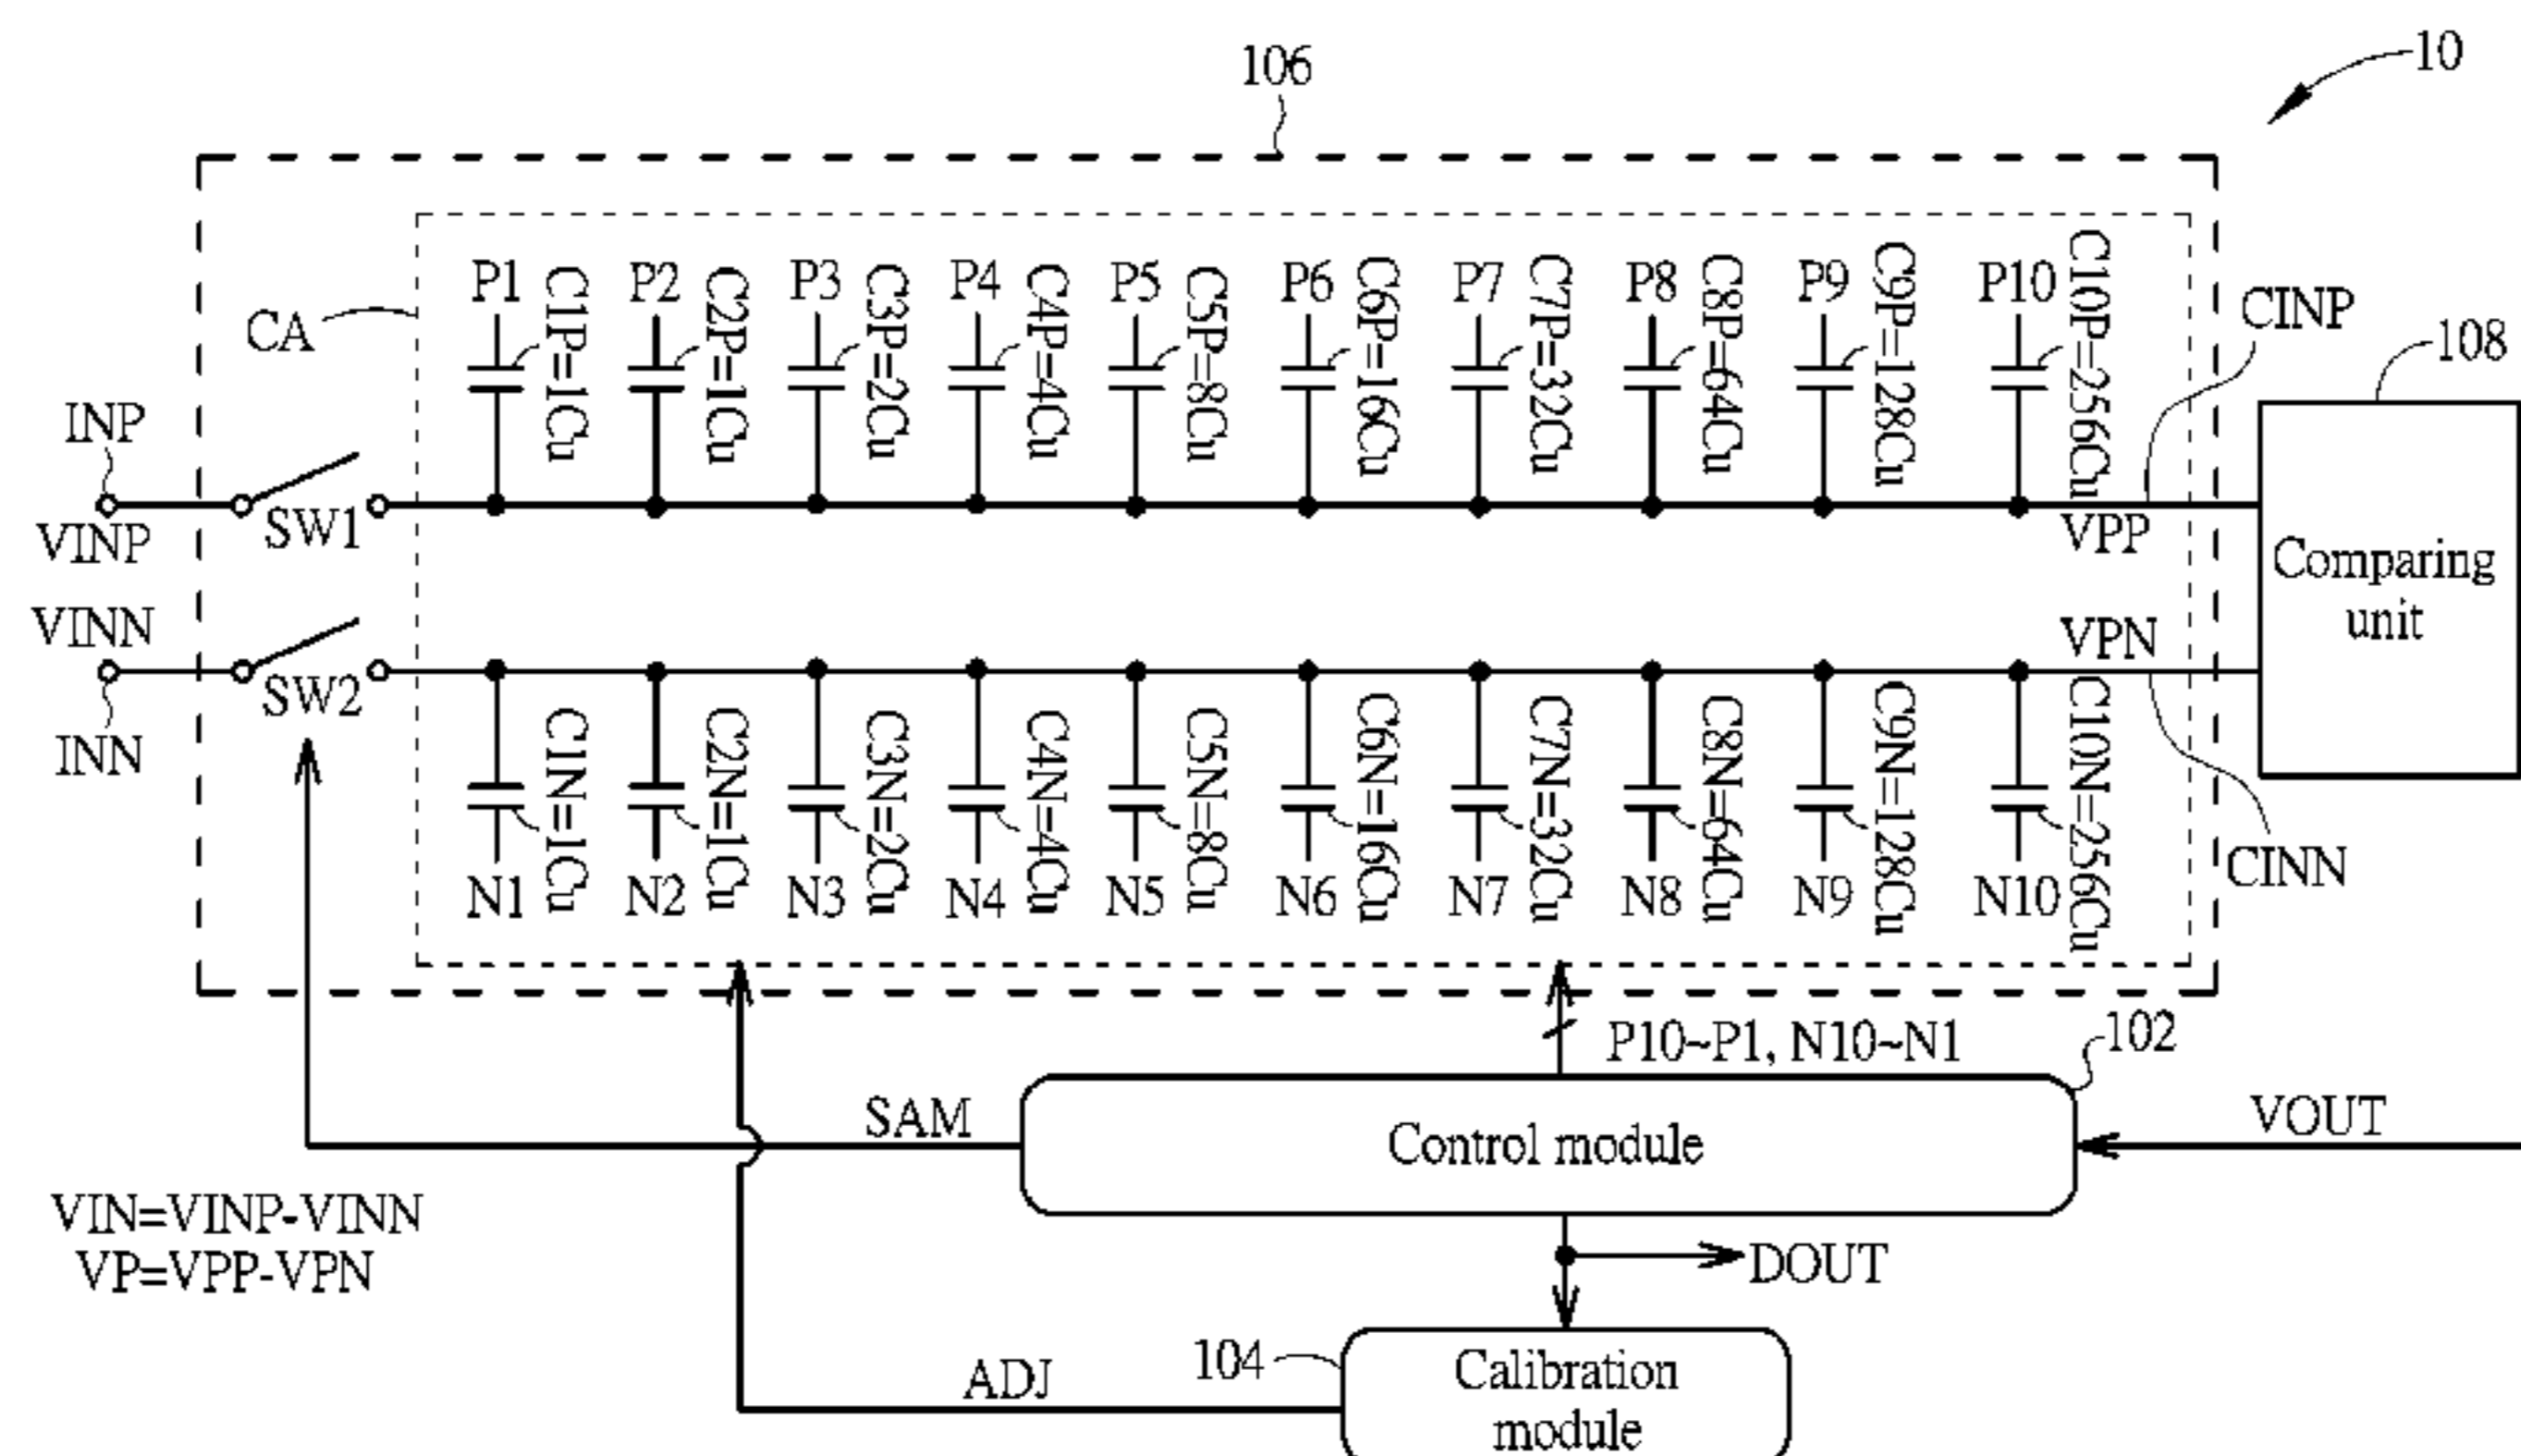 10
106
CA
P1
C1P=1Cu
P2
C2P=1Cu
P3
C3P=2Cu
P4
C4P=4Cu
P5
C5P=8Cu
P6
C6P=16Cu
P7
C7P=32Cu
P8
C8P=64Cu
P9
C9P=128Cu
P10
C10P=256Cu
CINP
108
INP
VINP
SW1
VPP
Comparing
unit
VINN
INN
SW2
VPN
CINN
C1N=1Cu
N1
C2N=1Cu
N2
C3N=2Cu
N3
C4N=4Cu
N4
C5N=8Cu
N5
C6N=16Cu
N6
C7N=32Cu
N7
C8N=64Cu
N8
C9N=128Cu
N9
C10N=256Cu
N10
P10~P1, N10~N1
102
SAM
Control module
VOUT
VIN=VINP-VINN
VP=VPP-VPN
DOUT
104
ADJ
Calibration
module